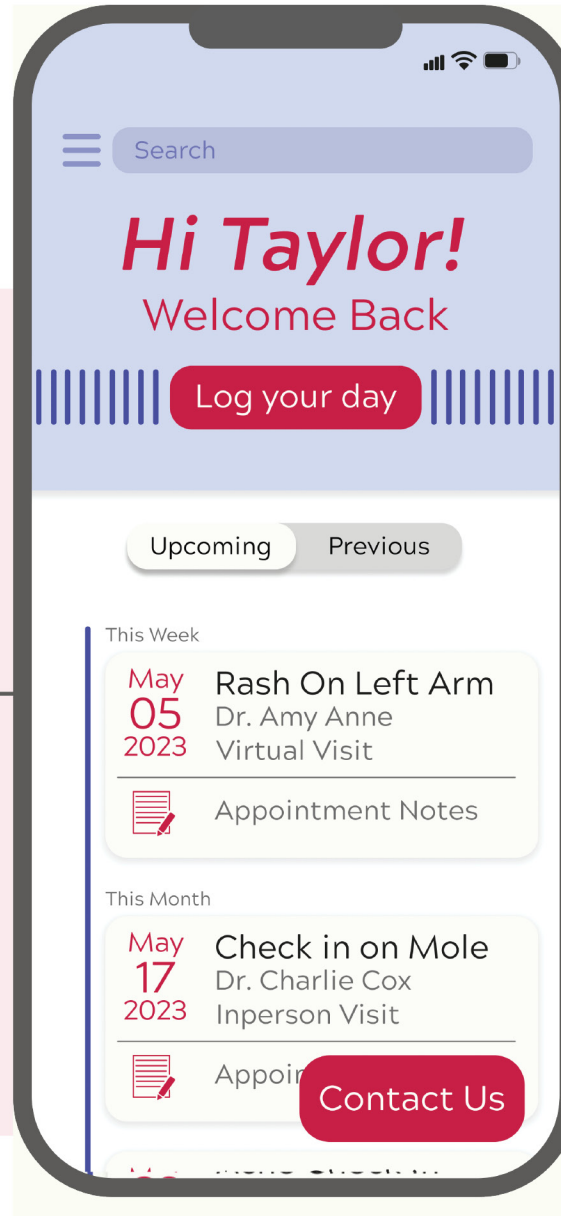 Search
Hi Taylor!
Welcome Back
Log your day
Upcoming Previous
This Week
May 05 2023
Rash On Left Arm
Dr. Amy Anne
Virtual Visit
Appointment Notes
This Month
May 17 2023
Check in on Mole
Dr. Charlie Cox
Inperson Visit
Contact Us